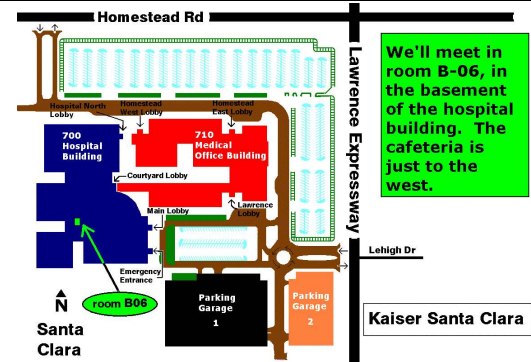 Homestead Rd
We'll meet in
room B-06, in
the basement
of the hospital
building.  The
cafeteria is
just to the
west.
Lawrence Expressway
Hospital North
Lobby
Homestead
West Lobby
Homestead
East Lobby
700
Hospital
Building
710
Medical
Office Building
Courtyard Lobby
Main Lobby
Lawrence
Lobby
Lehigh Dr
Emergency
Entrance
room B06
N
Santa
Clara
Parking
Garage
1
Parking
Garage
2
Kaiser Santa Clara